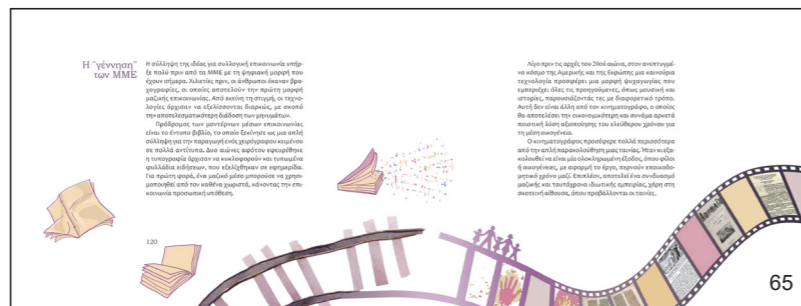 Η "γέννηση"
των ΜΜΕ
Η σύλληψη της ιδέας για συλλογική επικοινωνία υπήρ-
ξε πολύ πριν από τα ΜΜΕ με τη ψηφιακή μορφή που
έχουν σήμερα. Χιλιετίες πριν, οι άνθρωποι έκαναν βρα-
χογραφίες, οι οποίες αποτελούν την πρώτη μορφή
μαζικής επικοινωνίας. Από εκείνη τη στιγμή, οι τεχνο-
λογίες άρχισαν να εξελίσσονται διαρκώς, με σκοπό
την αποτελεσματικότερη διάδοση των μηνυμάτων.
Πρόδρομος των μοντέρνων μέσων επικοινωνίας
είναι το έντυπο βιβλίο, το οποίο ξεκίνησε ως μια απλή
σύλληψη για την παραγωγή ενός χειρόγραφου κειμένου
σε πολλά αντίτυπα. Δυο αιώνες αφότου εφευρέθηκε
η τυπογραφία άρχισαν να κυκλοφορούν και τυπωμένα
φυλλάδια ειδήσεων, που εξελίχθηκαν σε εφημερίδα.
Για πρώτη φορά, ένα μαζικό μέσο μπορούσε να χρησι-
μοποιηθεί από τον καθένα χωριστά, κάνοντας την επι-
κοινωνία προσωπική υπόθεση.
120
Λίγο πριν τις αρχές του 20ού αιώνα, στον ανεπτυγμέ-
νο κόσμο της Αμερικής και της Ευρώπης μια καινούρια
τεχνολογία προσφέρει μια μορφή ψυχαγωγίας που
εμπεριέχει όλες τις προηγούμενες, όπως μουσική και
ιστορίες, παρουσιάζοντάς τες με διαφορετικό τρόπο.
Αυτή δεν είναι άλλη από τον κινηματογράφο, ο οποίος
θα αποτελέσει την οικονομικότερη και συνάμα αρκετά
ποιοτική λύση αξιοποίησης του ελεύθερου χρόνου για
τη μέση οικογένεια.
Ο κινηματογράφος προσέφερε πολλά περισσότερα
από την απλή παρακολούθηση μιας ταινίας. Ήταν κι εξα-
κολουθεί να είναι μία ολοκληρωμένη έξοδος, όπου φίλοι
ή οικογένειες, με αφορμή το έργο, περνούν εποικοδο-
μητικό χρόνο μαζί. Επιπλέον, αποτελεί ένα συνδυασμό
μαζικής και ταυτόχρονα ιδιωτικής εμπειρίας, χάρη στη
σκοτεινή αίθουσα, όπου προβάλλονται οι ταινίες.
65